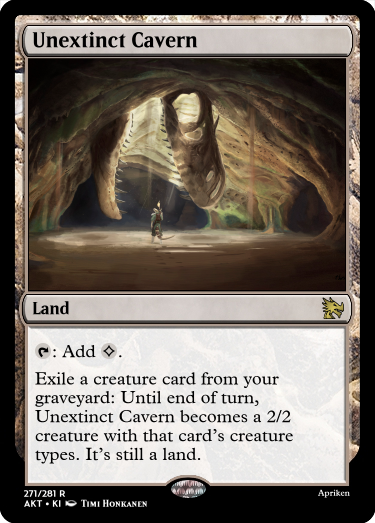 Unextinct Cavern
Land
: Add .
Exile a creature card from your
graveyard: Until end of turn,
Unextinct Cavern becomes a 2/2
creature with that card's creature
types. It's still a land.
271/281 R
Apriken
AKT • KI Timi Honkanen